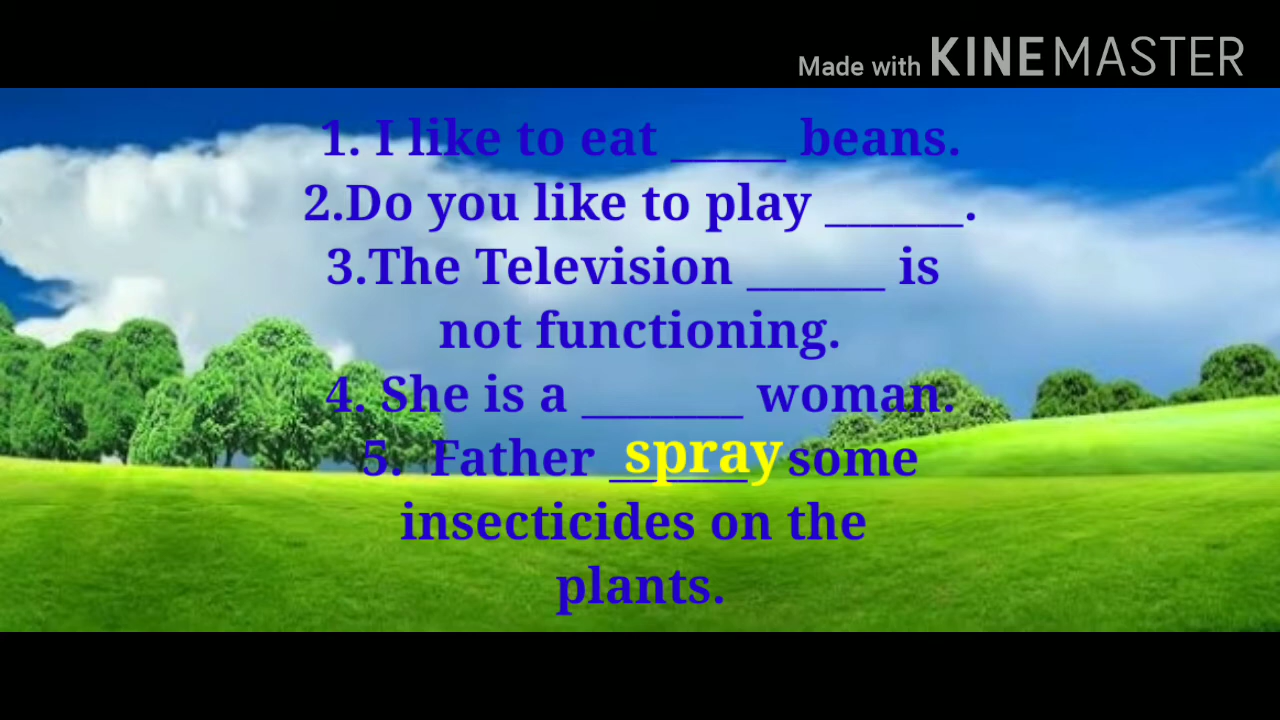 Made with KINEMASTER
1. I like to eat _____ beans.
2.Do you like to play ______.
3.The Television ______ is
not functioning.
4. She is a _______ woman.
5. Father spray some
insecticides on the
plants.